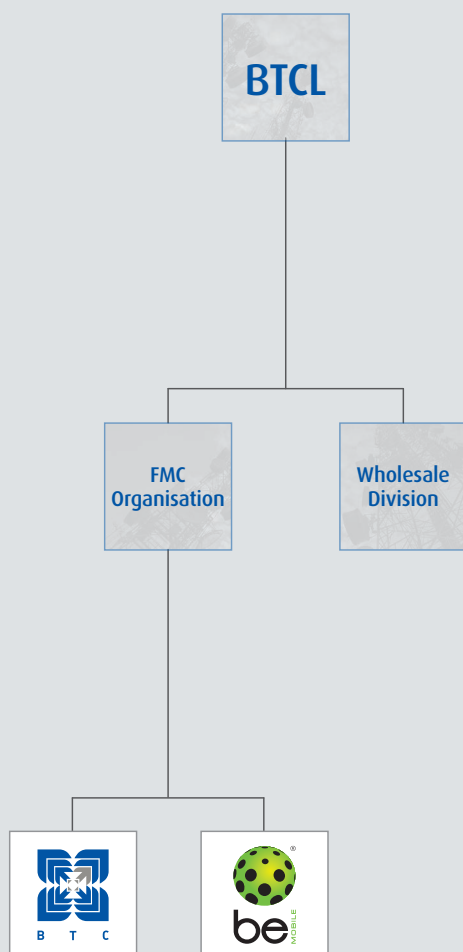 BTCL
FMC
Organisation
Wholesale
Division
B T C
®
be
MOBILE